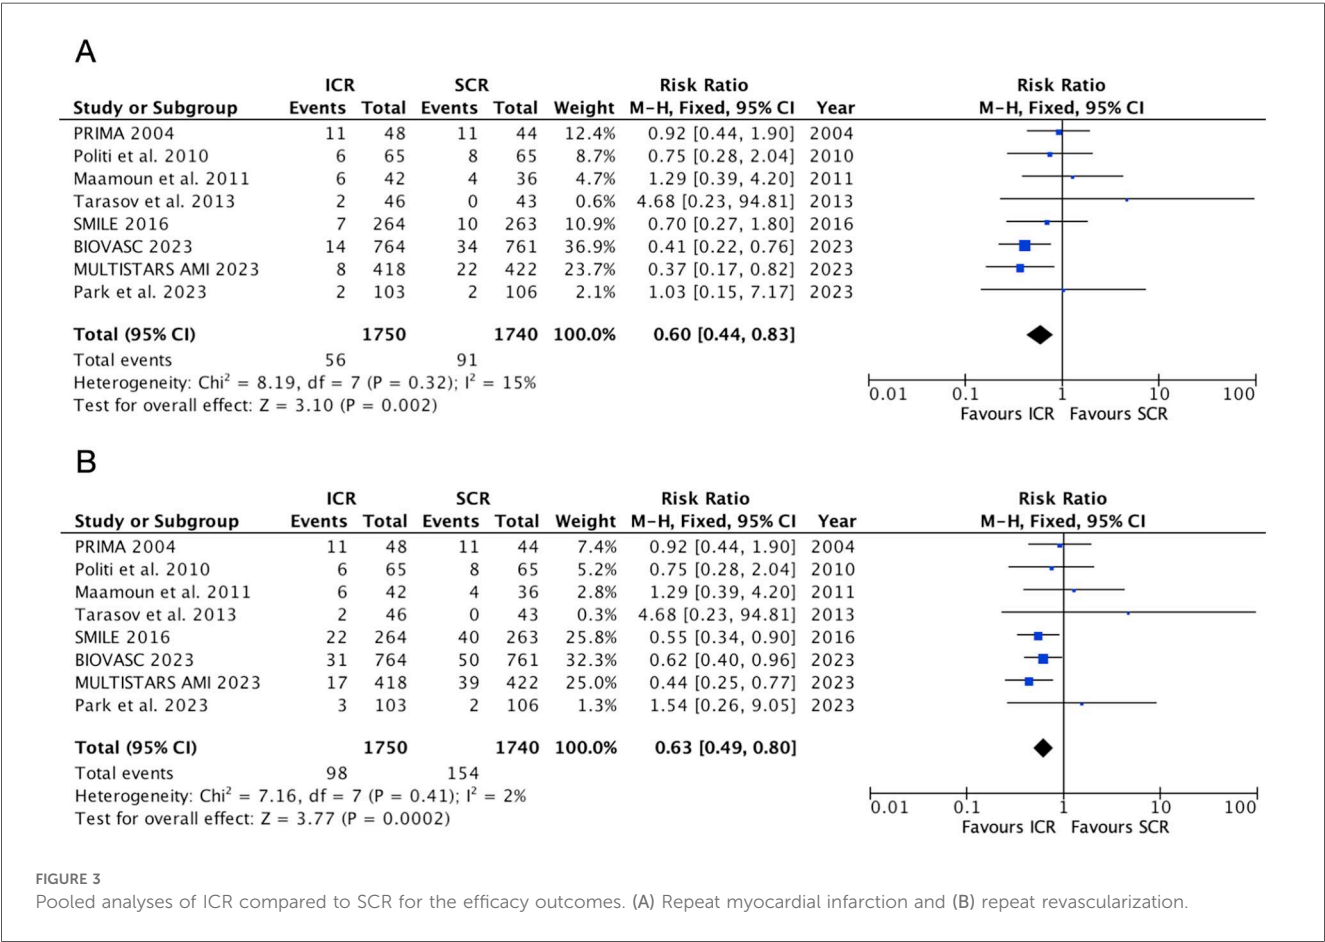 A
ICR SCR Risk Ratio Risk Ratio
Study or Subgroup Events Total Events Total Weight M-H, Fixed, 95% CI Year M-H, Fixed, 95% CI
PRIMA 2004 11 48 11 44 12.4% 0.92 [0.44, 1.90] 2004
Politi et al. 2010 6 65 8 65 8.7% 0.75 [0.28, 2.04] 2010
Maamoun et al. 2011 6 42 4 36 4.7% 1.29 [0.39, 4.20] 2011
Tarasov et al. 2013 2 46 0 43 0.6% 4.68 [0.23, 94.81] 2013
SMILE 2016 7 264 10 263 10.9% 0.70 [0.27, 1.80] 2016
BIOVASC 2023 14 764 34 761 36.9% 0.41 [0.22, 0.76] 2023
MULTISTARS AMI 2023 8 418 22 422 23.7% 0.37 [0.17, 0.82] 2023
Park et al. 2023 2 103 2 106 2.1% 1.03 [0.15, 7.17] 2023
Total (95% CI) 1750 1740 100.0% 0.60 [0.44, 0.83]
Total events 56 91
Heterogeneity: Chi² = 8.19, df = 7 (P = 0.32); I² = 15%
Test for overall effect: Z = 3.10 (P = 0.002)
0.01 0.1 1 10 100
Favours ICR Favours SCR
B
ICR SCR Risk Ratio Risk Ratio
Study or Subgroup Events Total Events Total Weight M-H, Fixed, 95% CI Year M-H, Fixed, 95% CI
PRIMA 2004 11 48 11 44 7.4% 0.92 [0.44, 1.90] 2004
Politi et al. 2010 6 65 8 65 5.2% 0.75 [0.28, 2.04] 2010
Maamoun et al. 2011 6 42 4 36 2.8% 1.29 [0.39, 4.20] 2011
Tarasov et al. 2013 2 46 0 43 0.3% 4.68 [0.23, 94.81] 2013
SMILE 2016 22 264 40 263 25.8% 0.55 [0.34, 0.90] 2016
BIOVASC 2023 31 764 50 761 32.3% 0.62 [0.40, 0.96] 2023
MULTISTARS AMI 2023 17 418 39 422 25.0% 0.44 [0.25, 0.77] 2023
Park et al. 2023 3 103 2 106 1.3% 1.54 [0.26, 9.05] 2023
Total (95% CI) 1750 1740 100.0% 0.63 [0.49, 0.80]
Total events 98 154
Heterogeneity: Chi² = 7.16, df = 7 (P = 0.41); I² = 2%
Test for overall effect: Z = 3.77 (P = 0.0002)
0.01 0.1 1 10 100
Favours ICR Favours SCR
FIGURE 3
Pooled analyses of ICR compared to SCR for the efficacy outcomes. (A) Repeat myocardial infarction and (B) repeat revascularization.